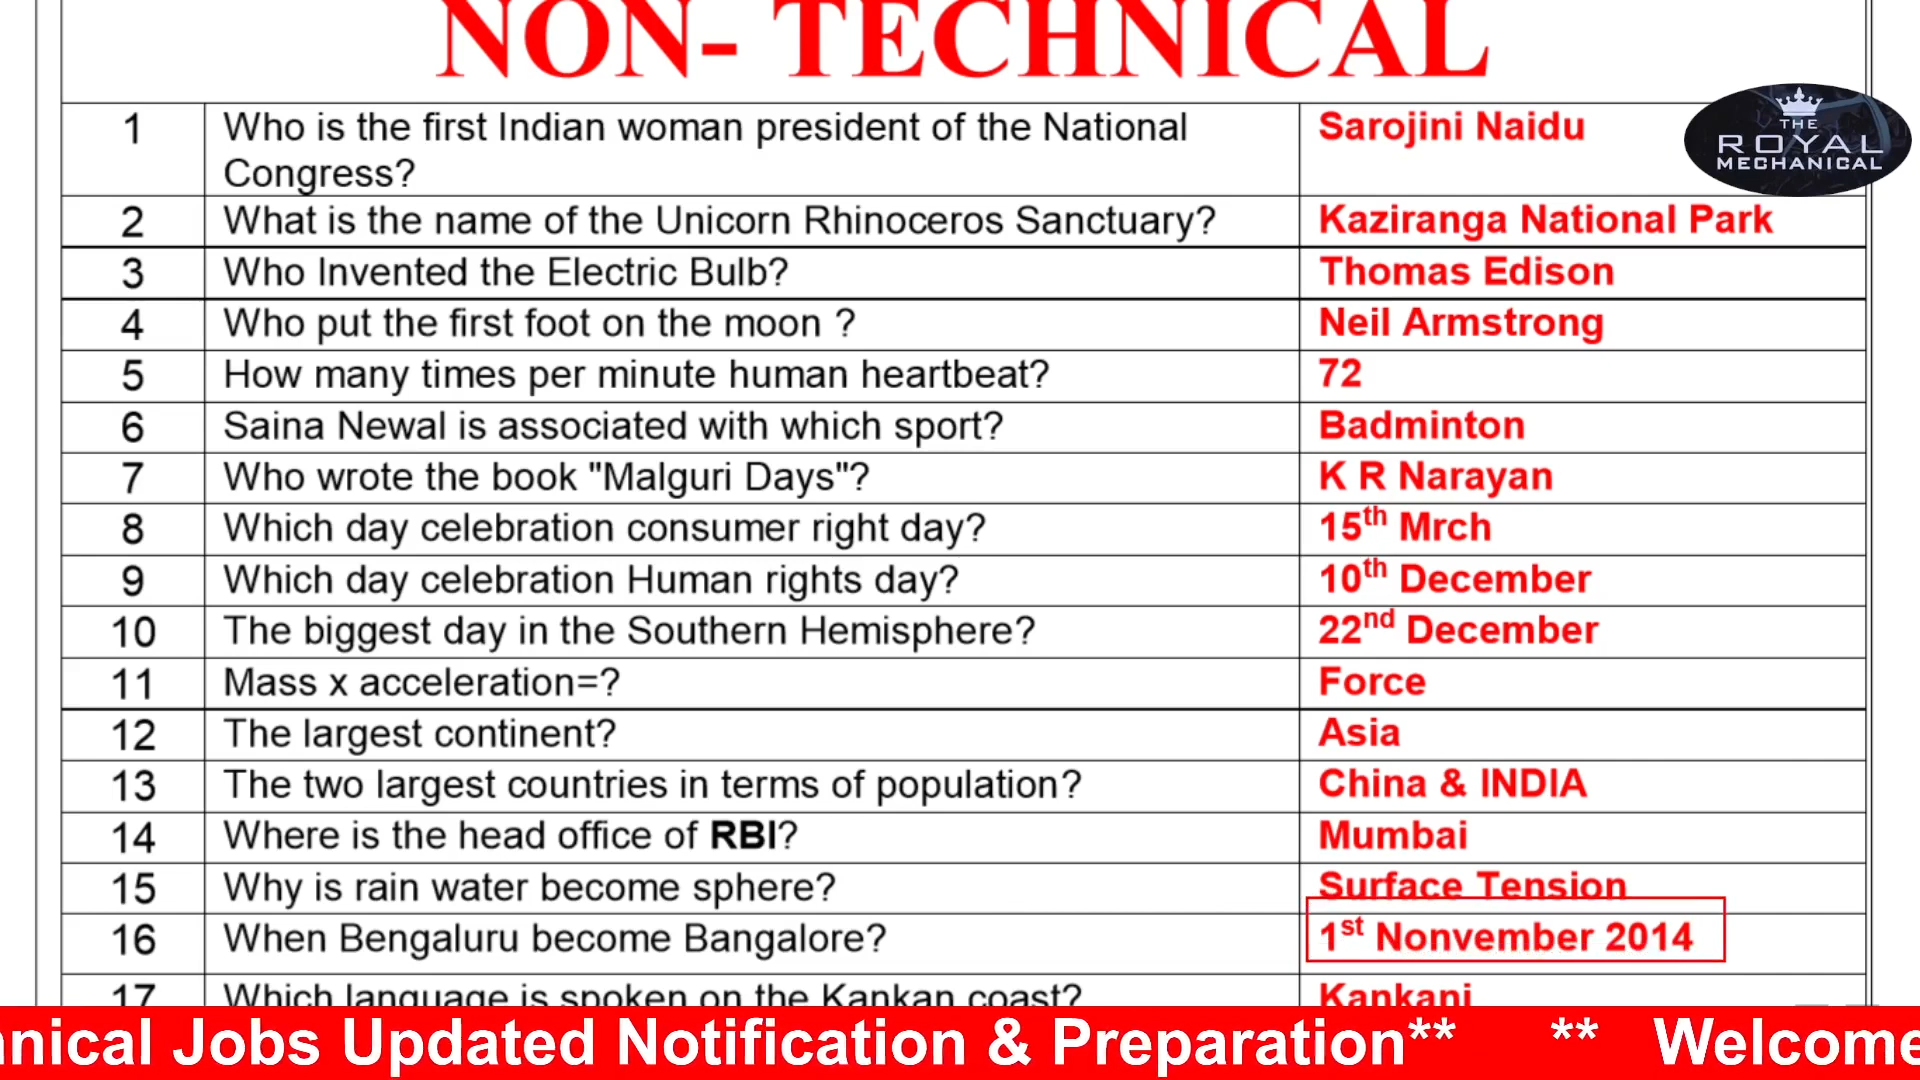 NON- TECHNICAL
1 Who is the first Indian woman president of the National Sarojini Naidu
Congress?
THE
ROYAL
MECHANICAL
2 What is the name of the Unicorn Rhinoceros Sanctuary? Kaziranga National Park
3 Who Invented the Electric Bulb? Thomas Edison
4 Who put the first foot on the moon ? Neil Armstrong
5 How many times per minute human heartbeat? 72
6 Saina Newal is associated with which sport? Badminton
7 Who wrote the book "Malguri Days"? K R Narayan
8 Which day celebration consumer right day? 15th Mrch
9 Which day celebration Human rights day? 10th December
10 The biggest day in the Southern Hemisphere? 22nd December
11 Mass x acceleration=? Force
12 The largest continent? Asia
13 The two largest countries in terms of population? China & INDIA
14 Where is the head office of RBI? Mumbai
15 Why is rain water become sphere? Surface Tension
16 When Bengaluru become Bangalore? 1st Nonvember 2014
17 Which language is spoken on the Kankan coast? Kankani
nical Jobs Updated Notification & Preparation** ** Welcome